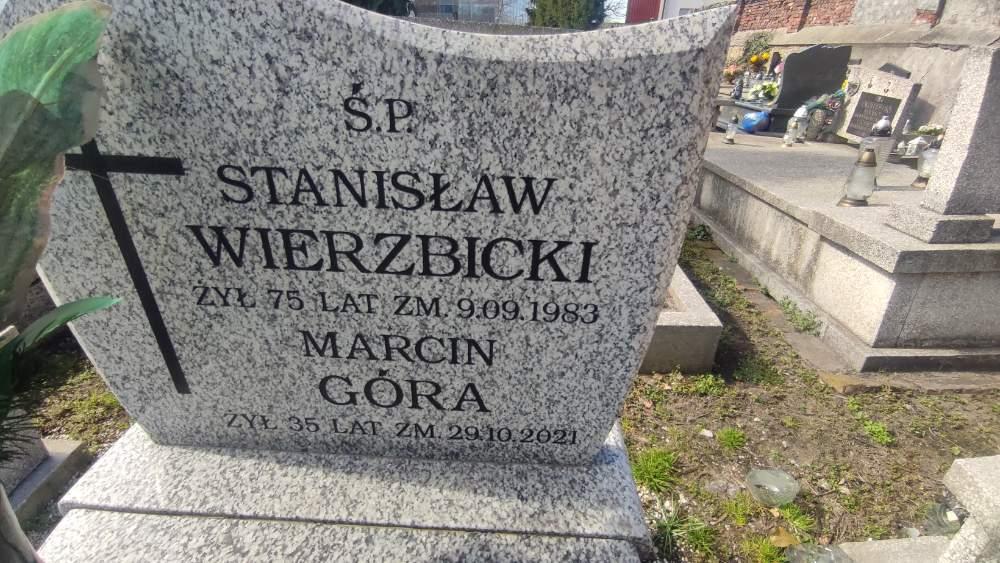 Ś.P.
STANISŁAW
WIERZBICKI
ŻYŁ 75 LAT ZM. 9.09.1983
MARCIN
GÓRA
ŻYŁ 35 LAT ZM. 29.10.2021